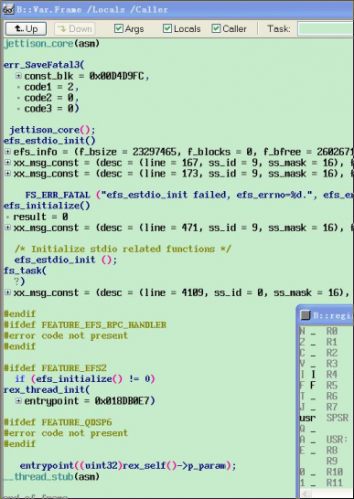 B::Var.Frame /Locals /Caller
Up Down Args Locals Caller Task:
jettison_core(asm)
err_SaveFatal3(
const_blk = 0x00D4D9FC,
code1 = 2,
code2 = 0,
code3 = 0)
jettison_core();
efs_estdio_init()
efs_info = (f_bsize = 23297465, f_blocks = 0, f_bfree = 2602671
xx_msg_const = (desc = (line = 167, ss_id = 9, ss_mask = 16), f
xx_msg_const = (desc = (line = 173, ss_id = 9, ss_mask = 16), f
FS_ERR_FATAL ("efs_estdio_init failed, efs_errno=%d.", efs_er
efs_initialize()
result = 0
xx_msg_const = (desc = (line = 471, ss_id = 9, ss_mask = 16), f
/* Initialize stdio related functions */
efs_estdio_init ();
fs_task(
?)
xx_msg_const = (desc = (line = 4109, ss_id = 0, ss_mask = 16),
#endif
#ifdef FEATURE_EFS_RPC_HANDLER
#error code not present
#endif
#ifdef FEATURE_EFS2
if (efs_initialize() != 0)
rex_thread_init(
entrypoint = 0x018DB0E7)
#ifdef FEATURE_QDSP6
#error code not present
#endif
entrypoint((uint32)rex_self()->p_param);
__thread_stub(asm)
end of frame
B::regi
N _ R0
Z _ R1
C _ R2
V _ R3
I I R4
F F R5
T _ R6
J _ R7
usr SPSR
Q _
A _ USR:
E _ R8
R9
0 _ R10
1 _ R11